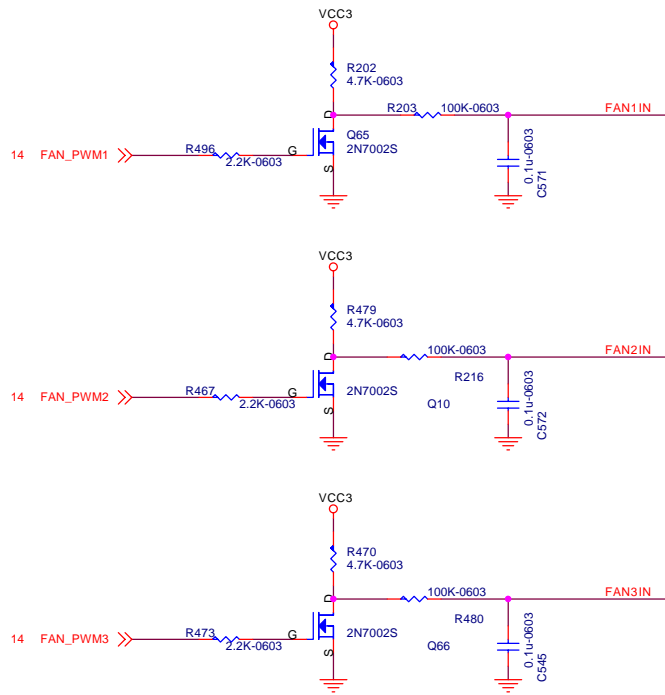 VCC3
R202
4.7K-0603
D
R203
100K-0603
FAN1IN
Q65
2N7002S
14 FAN_PWM1
R496
2.2K-0603
G
S
0.1u-0603
C571
VCC3
R479
4.7K-0603
D
100K-0603
FAN2IN
R216
2N7002S
Q10
14 FAN_PWM2
R467
2.2K-0603
G
S
0.1u-0603
C572
VCC3
R470
4.7K-0603
D
100K-0603
FAN3IN
R480
2N7002S
Q66
14 FAN_PWM3
R473
2.2K-0603
G
S
0.1u-0603
C545